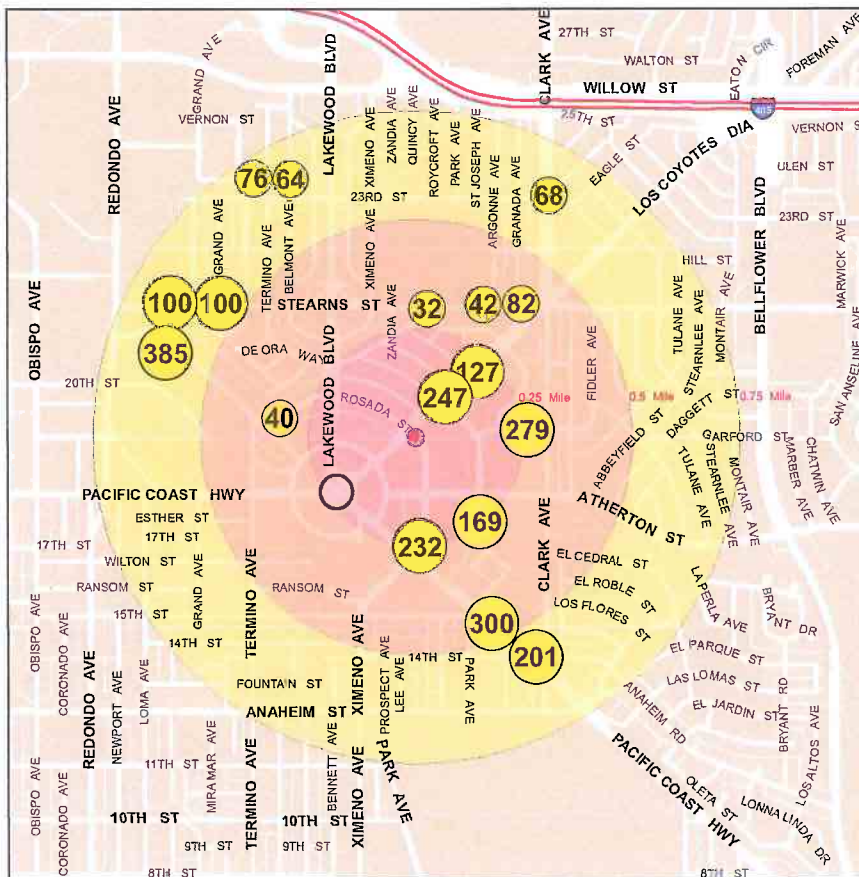 27TH ST
WALTON ST
WILLOW ST
EATON CIR
FOREMAN AVE
GRAND AVE
LAKEWOOD BLVD
CLARK AVE
405
25TH ST
VERNON ST
VERNON ST
REDONDO AVE
XIMENO AVE
ZANDIA AVE
QUINCY AVE
ROYCROFT AVE
PARK AVE
ST JOSEPH AVE
ARGONNE AVE
GRANADA AVE
EAGLE ST
LOS COYOTES DIA
ULEN ST
BELLFLOWER BLVD
76
64
68
23RD ST
23RD ST
GRAND AVE
TERMINO AVE
BELMONT AVE
XIMENO AVE
HILL ST
MARWICK AVE
OBISPO AVE
100
100
STEARNS ST
32
42
82
TULANE AVE
STEARNLEE AVE
MONTAIR AVE
385
DE ORA WAY
LAKEWOOD BLVD
ZANDIA AVE
FIDLER AVE
SAN ANSELINE AVE
127
20TH ST
247
ROSADA ST
0.25 Mile
0.5 Mile
0.75 Mile
40
279
ABBEYFIELD ST
DAGGETT ST
GARFORD ST
TULANE AVE
STEARNLEE AVE
MONTAIR AVE
MARBER AVE
CHATWIN AVE
PACIFIC COAST HWY
ATHERTON ST
ESTHER ST
17TH ST
17TH ST
169
232
CLARK AVE
WILTON ST
EL CEDRAL ST
RANSOM ST
RANSOM ST
EL ROBLE ST
LOS FLORES ST
LA PERLA AVE
BRYANT DR
GRAND AVE
TERMINO AVE
15TH ST
14TH ST
300
201
14TH ST
EL PARQUE ST
OBISPO AVE
CORONADO AVE
REDONDO AVE
NEWPORT AVE
LOMA AVE
XIMENO AVE
PROSPECT AVE
LEE AVE
PARK AVE
LAS LOMAS ST
FOUNTAIN ST
ANAHEIM ST
EL JARDIN ST
BRYANT RD
ANAHEIM RD
LOS ALTOS AVE
11TH ST
MIRAMAR AVE
TERMINO AVE
BENNETT AVE
XIMENO AVE
PARK AVE
PACIFIC COAST HWY
OLETA ST
LONNA LINDA DR
OBISPO AVE
CORONADO AVE
10TH ST
10TH ST
9TH ST
9TH ST
8TH ST
8TH ST